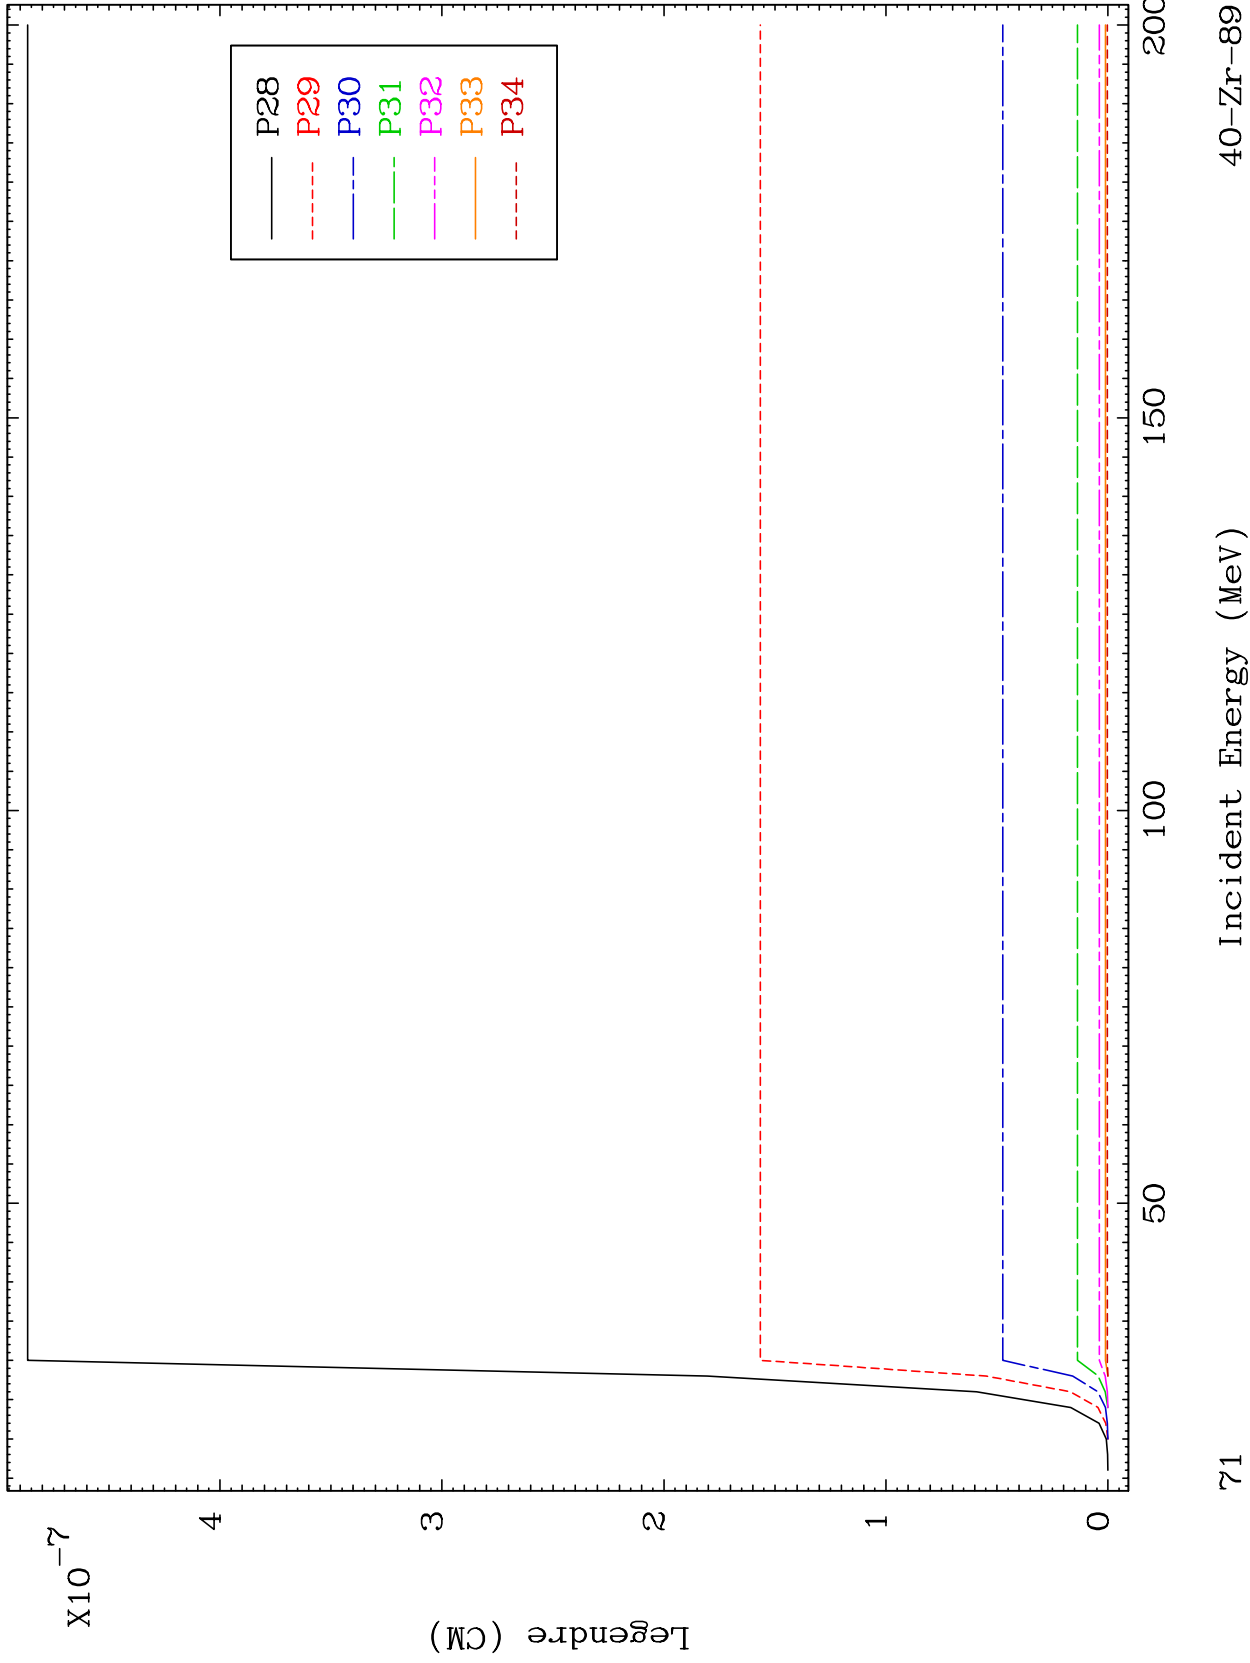 X10
-7
4
3
2
1
0
Legendre (CM)
P28
P29
P30
P31
P32
P33
P34
50
100
150
200
Incident Energy (MeV)
71
40-Zr-89